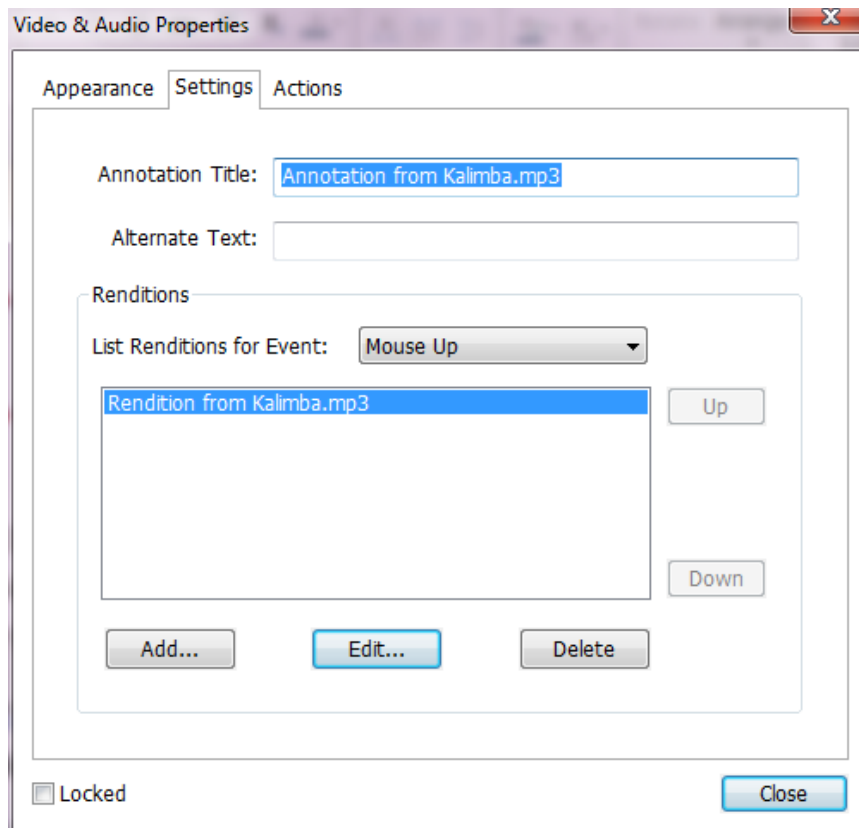 Video & Audio Properties
Appearance Settings Actions
Annotation Title: Annotation from Kalimba.mp3
Alternate Text:
Renditions
List Renditions for Event: Mouse Up
Rendition from Kalimba.mp3
Up
Down
Add... Edit... Delete
Locked
Close